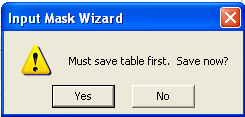 Input Mask Wizard
Must save table first.  Save now?
Yes
No